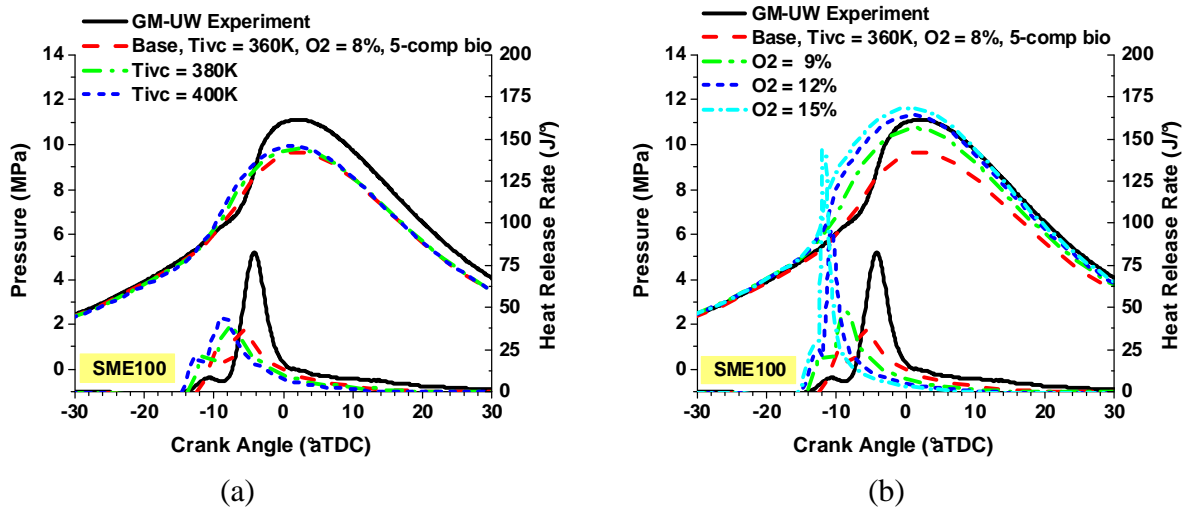 GM-UW Experiment
Base, Tivc = 360K, O2 = 8%, 5-comp bio
Tivc = 380K
Tivc = 400K
14
12
10
8
6
4
2
0
Pressure (MPa)
200
175
150
125
100
75
50
25
0
Heat Release Rate (J/°)
SME100
-30 -20 -10 0 10 20 30
Crank Angle (°aTDC)
(a)
GM-UW Experiment
Base, Tivc = 360K, O2 = 8%, 5-comp bio
O2 = 9%
O2 = 12%
O2 = 15%
14
12
10
8
6
4
2
0
Pressure (MPa)
200
175
150
125
100
75
50
25
0
Heat Release Rate (J/°)
SME100
-30 -20 -10 0 10 20 30
Crank Angle (°aTDC)
(b)